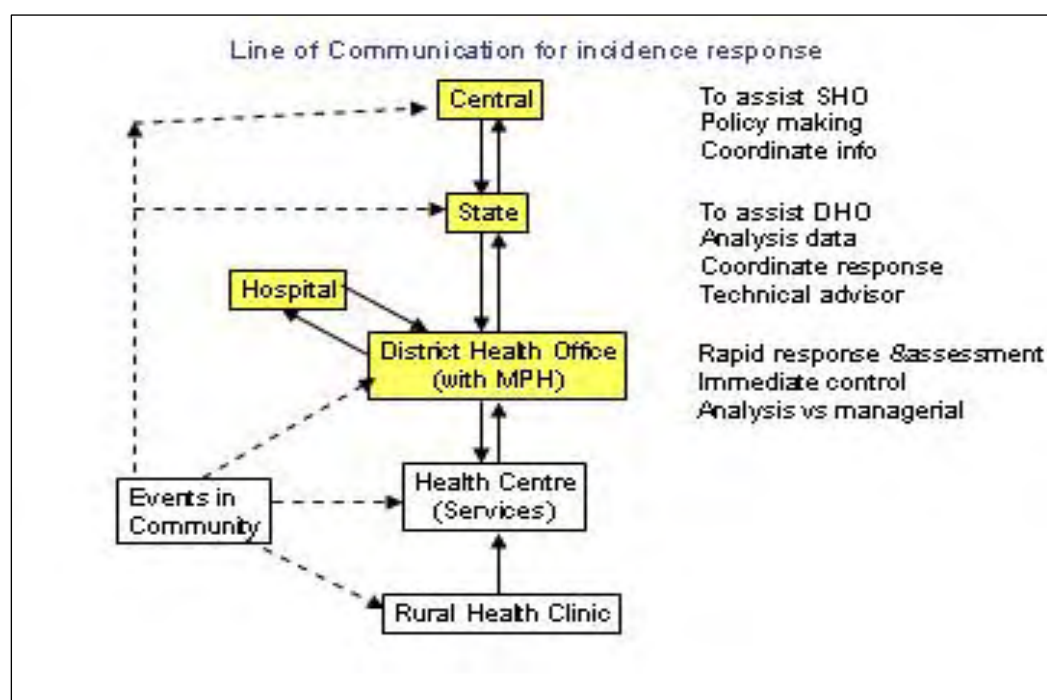 Line of Communication for incidence response
Central
To assist SHO
Policy making
Coordinate info
State
To assist DHO
Analysis data
Coordinate response
Technical advisor
Hospital
District Health Office
(with MPH)
Rapid response &assessment
Immediate control
Analysis vs managerial
Events in
Community
Health Centre
(Services)
Rural Health Clinic